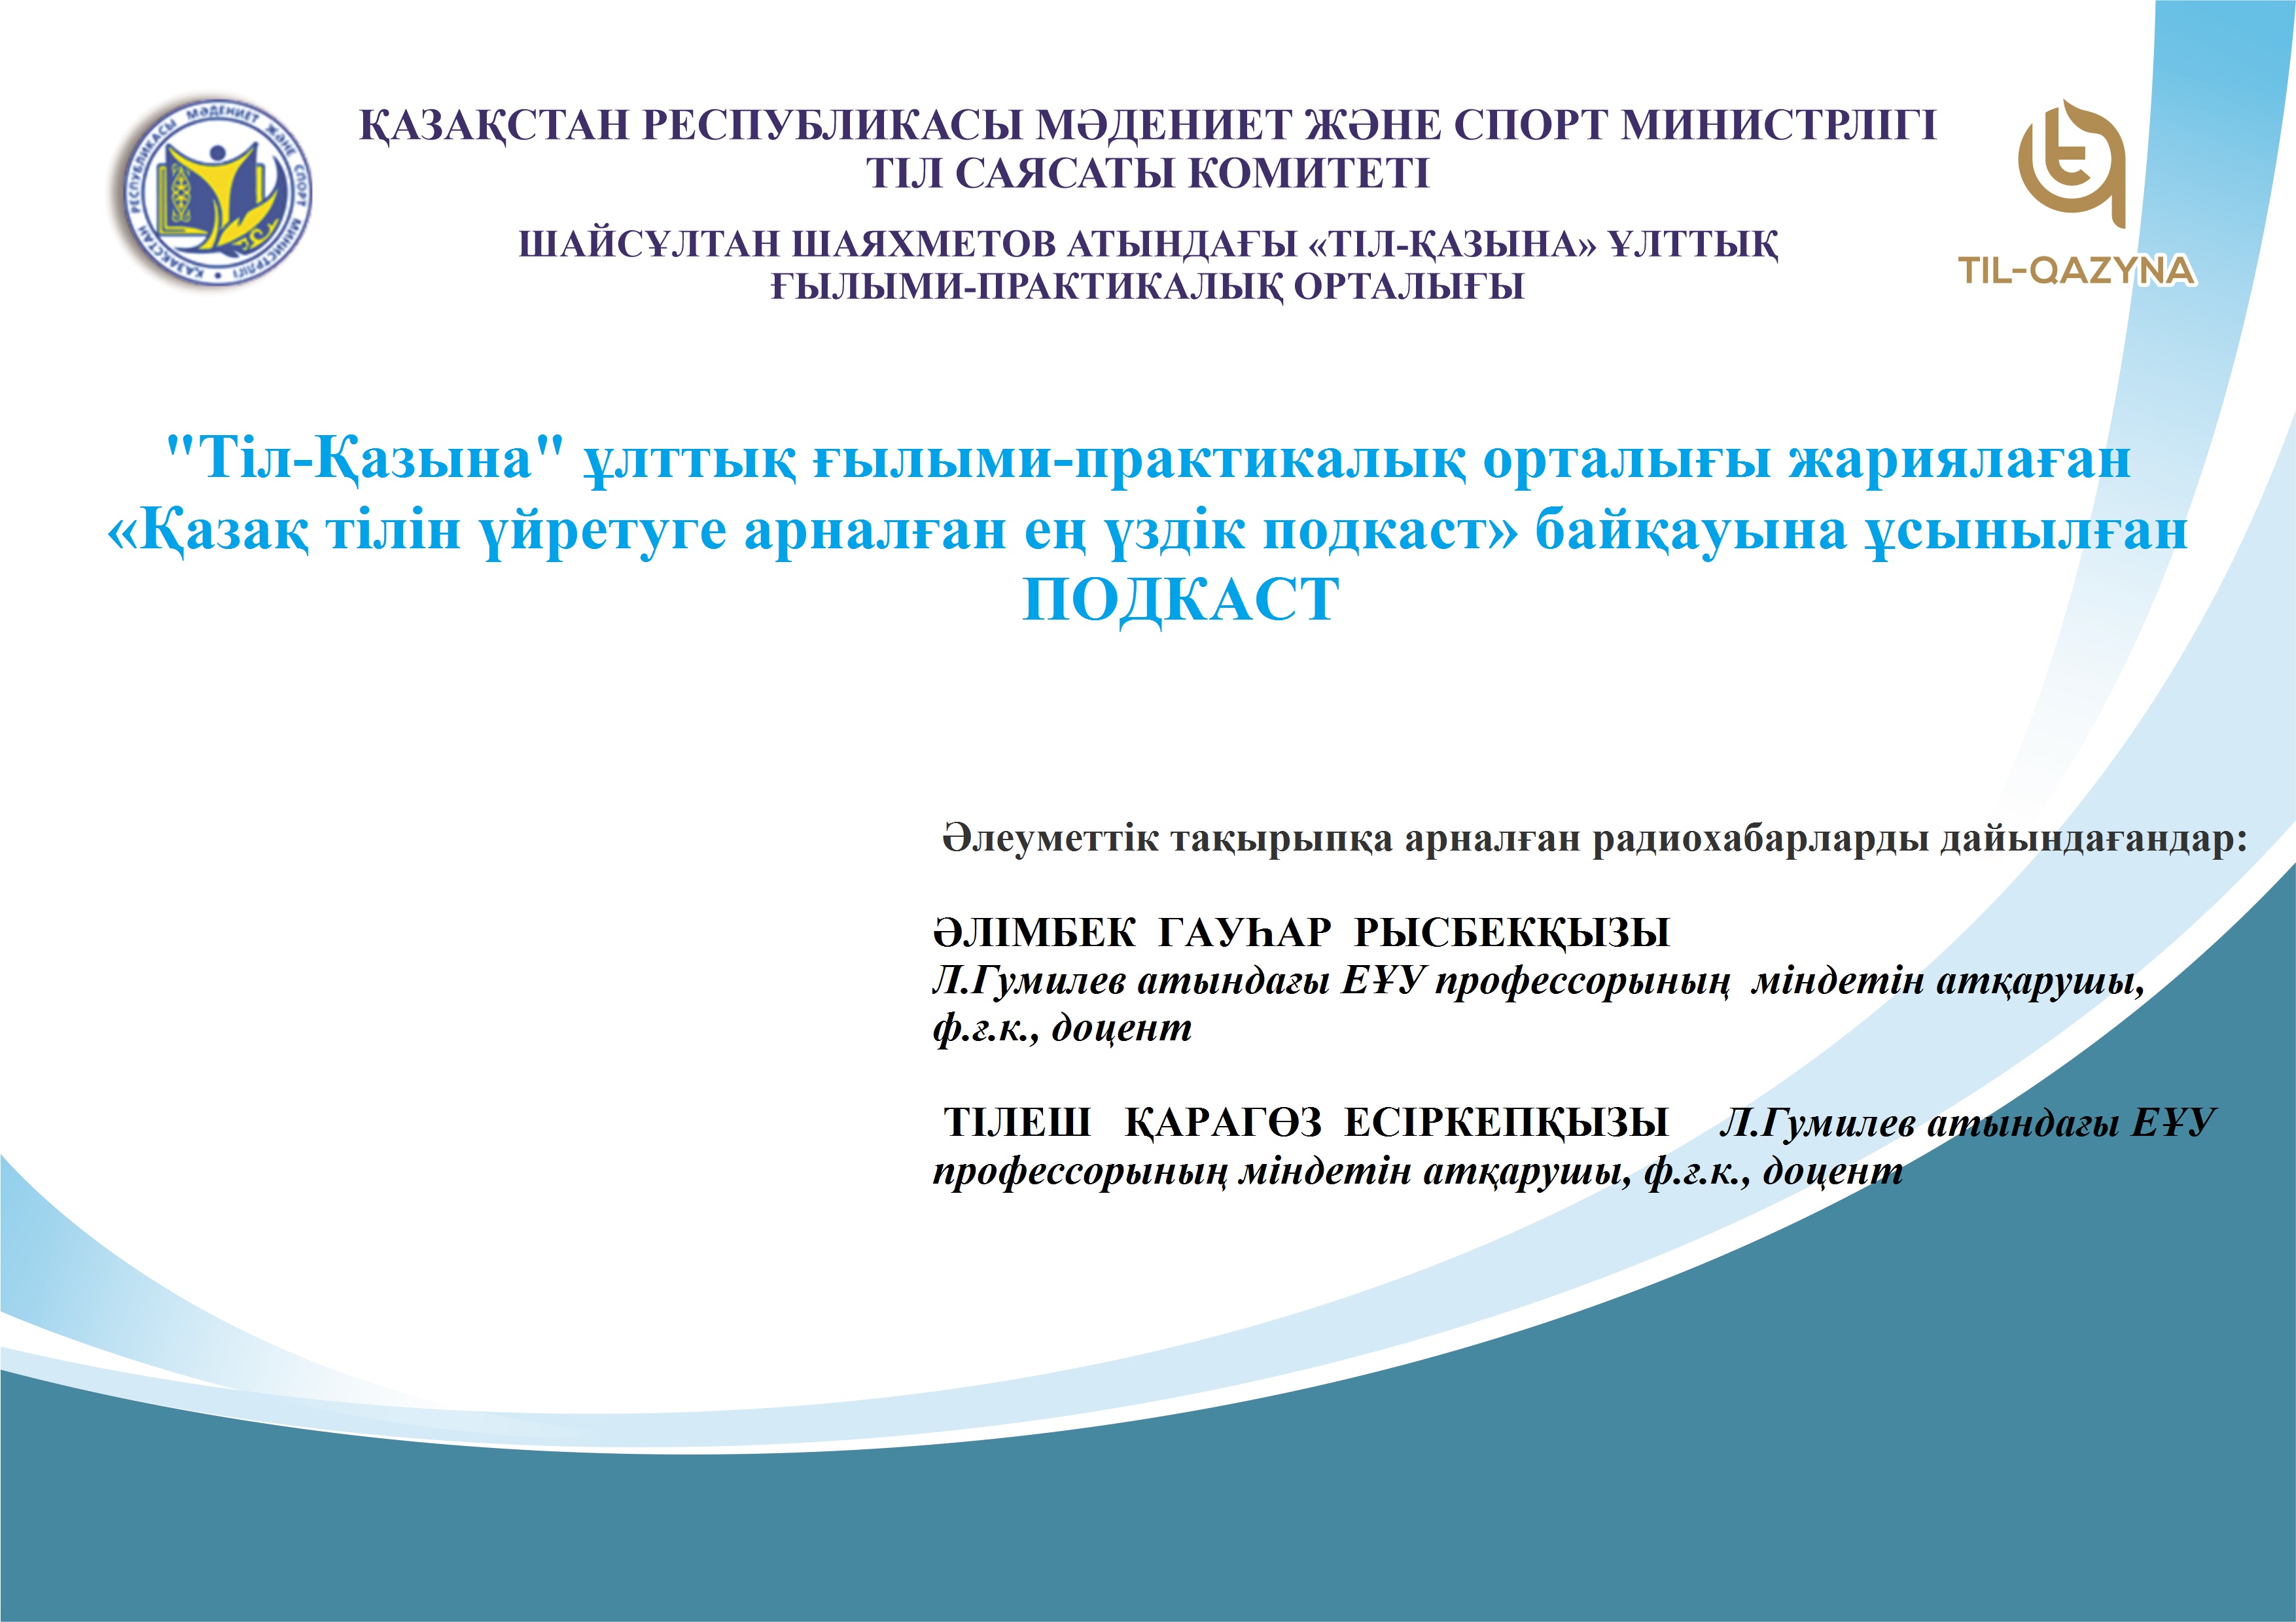 ҚАЗАҚСТАН РЕСПУБЛИКАСЫ МӘДЕНИЕТ ЖӘНЕ СПОРТ МИНИСТРЛІГІ
ТІЛ САЯСАТЫ КОМИТЕТІ
ШАЙСҰЛТАН ШАЯХМЕТОВ АТЫНДАҒЫ «ТІЛ-ҚАЗЫНА» ҰЛТТЫҚ
ҒЫЛЫМИ-ПРАКТИКАЛЫҚ ОРТАЛЫҒЫ
ҚАЗАҚСТАН РЕСПУБЛИКАСЫ МӘДЕНИЕТ ЖӘНЕ СПОРТ МИНИСТРЛІГІ
TIL-QAZYNA
"Тіл-Қазына" ұлттық ғылыми-практикалық орталығы жариялаған
«Қазақ тілін үйретуге арналған ең үздік подкаст» байқауына ұсынылған
ПОДКАСТ
Әлеуметтік тақырыпқа арналған радиохабарларды дайындағандар:
ӘЛІМБЕК ГАУҺАР РЫСБЕКҚЫЗЫ
Л.Гумилев атындағы ЕҰУ профессорының міндетін атқарушы,
ф.ғ.к., доцент
ТІЛЕШ ҚАРАГӨЗ ЕСІРКЕПҚЫЗЫ Л.Гумилев атындағы ЕҰУ
профессорының міндетін атқарушы, ф.ғ.к., доцент